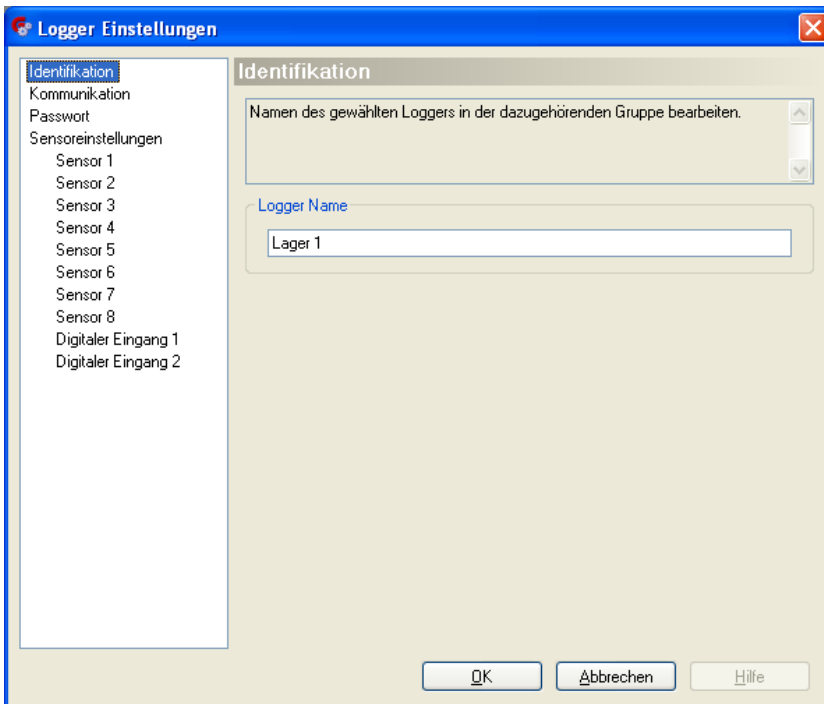 Logger Einstellungen
Identifikation
Kommunikation
Passwort
Sensoreinstellungen
Sensor 1
Sensor 2
Sensor 3
Sensor 4
Sensor 5
Sensor 6
Sensor 7
Sensor 8
Digitaler Eingang 1
Digitaler Eingang 2
Identifikation
Namen des gewählten Loggers in der dazugehörenden Gruppe bearbeiten.
Logger Name
Lager 1
OK
Abbrechen
Hilfe